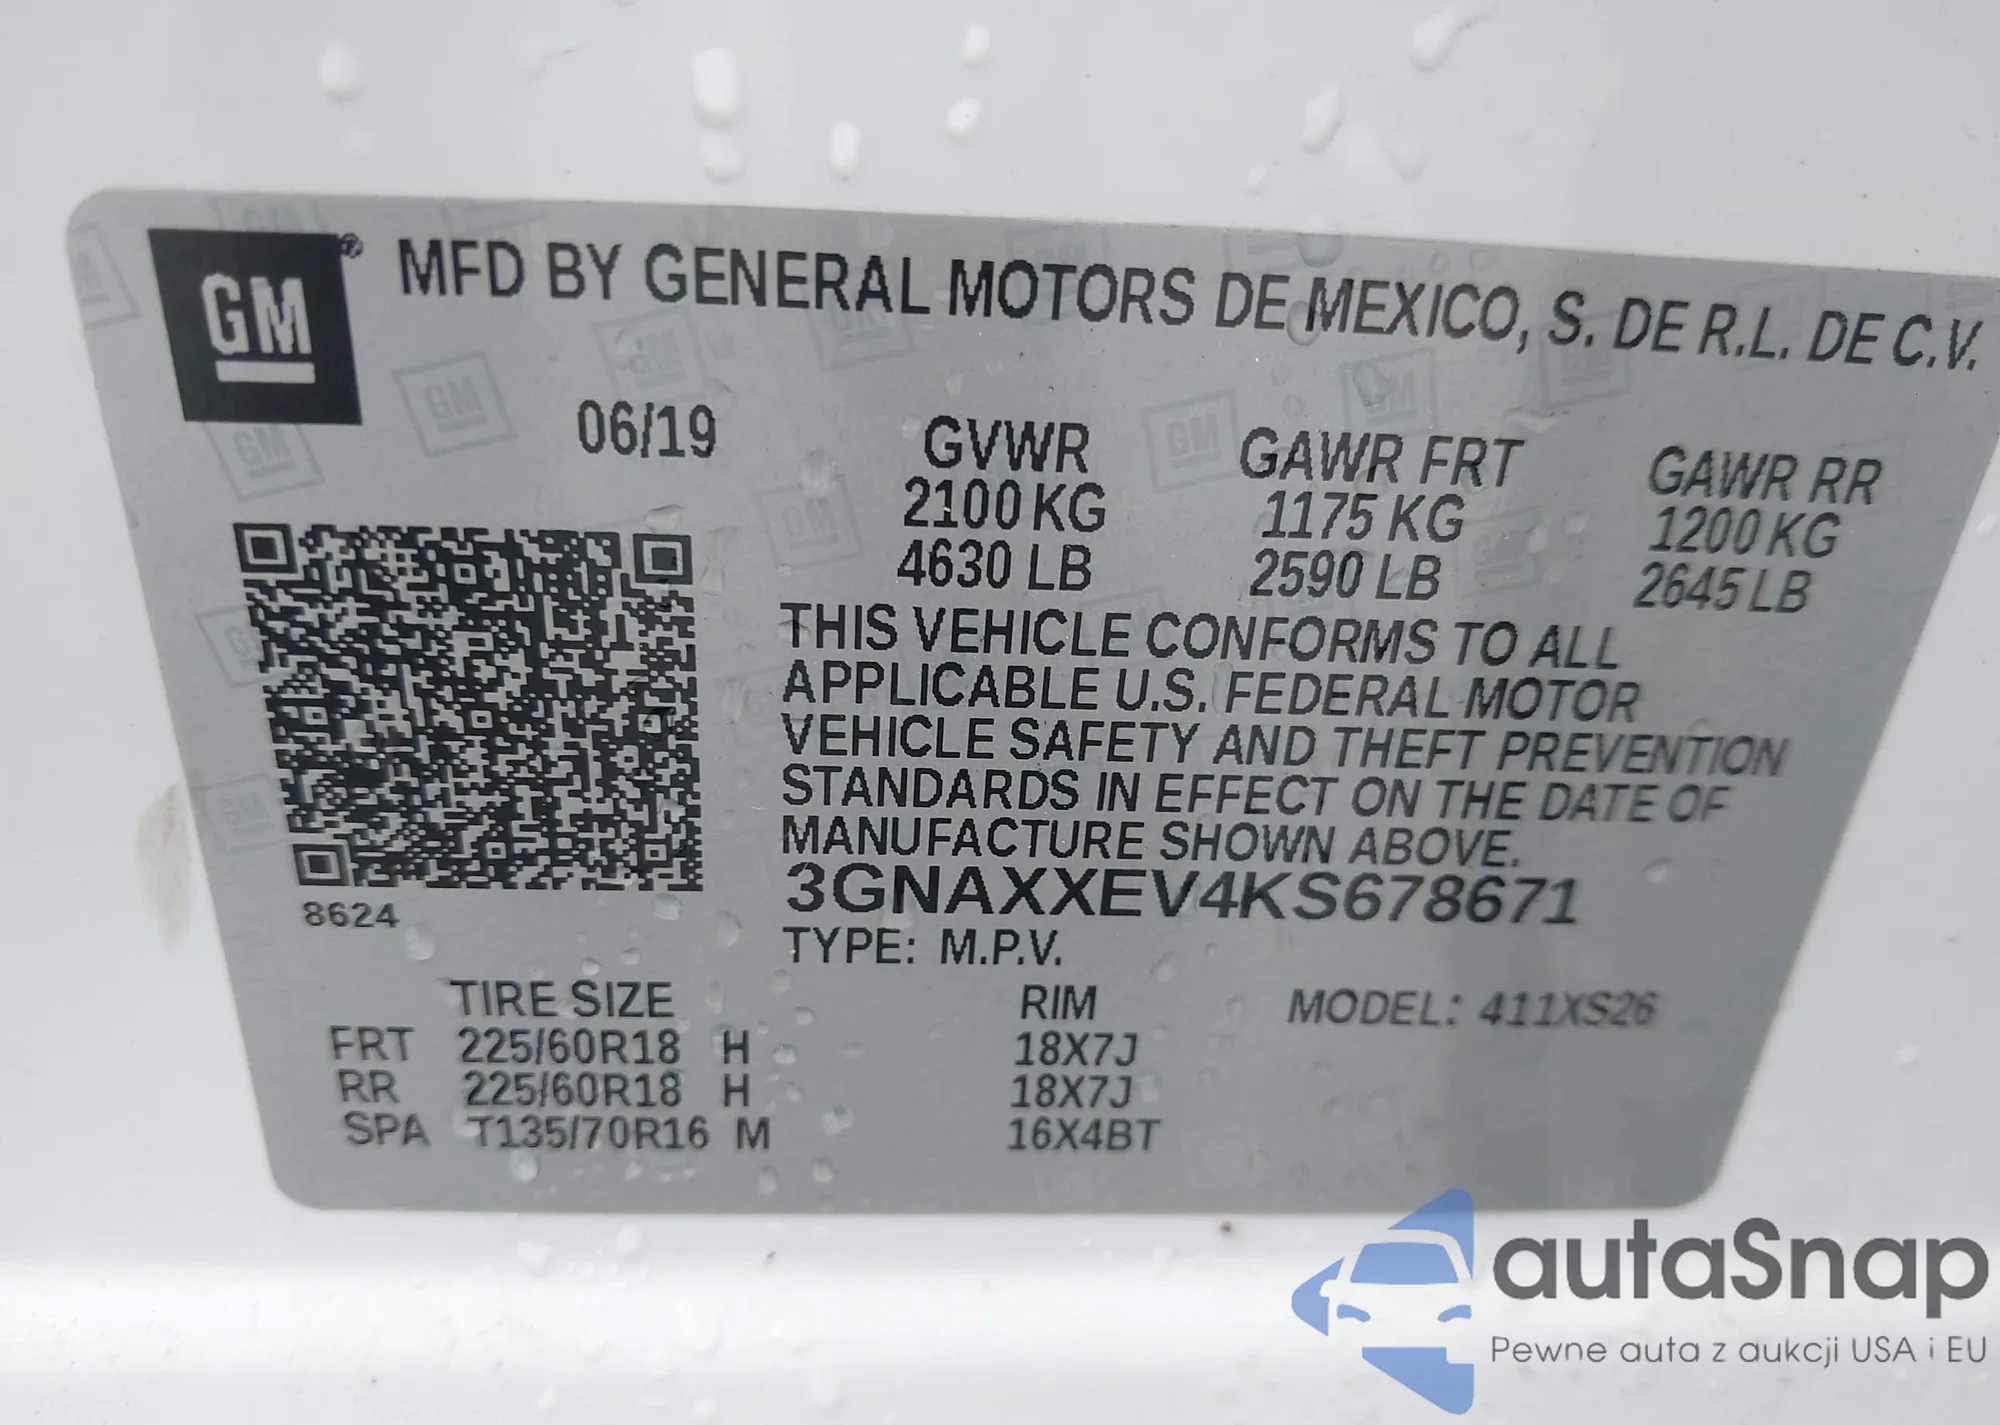 GM® MFD BY GENERAL MOTORS DE MEXICO, S. DE R.L. DE C.V.
06/19 GVWR GAWR FRT GAWR RR
2100 KG 1175 KG 1200 KG
4630 LB 2590 LB 2645 LB
THIS VEHICLE CONFORMS TO ALL
APPLICABLE U.S. FEDERAL MOTOR
VEHICLE SAFETY AND THEFT PREVENTION
STANDARDS IN EFFECT ON THE DATE OF
MANUFACTURE SHOWN ABOVE.
3GNAXXEV4KS678671
8624
TYPE: M.P.V.
TIRE SIZE RIM MODEL: 411XS26
FRT 225/60R18 H 18X7J
RR 225/60R18 H 18X7J
SPA T135/70R16 M 16X4BT
autaSnap
Pewne auta z aukcji USA i EU